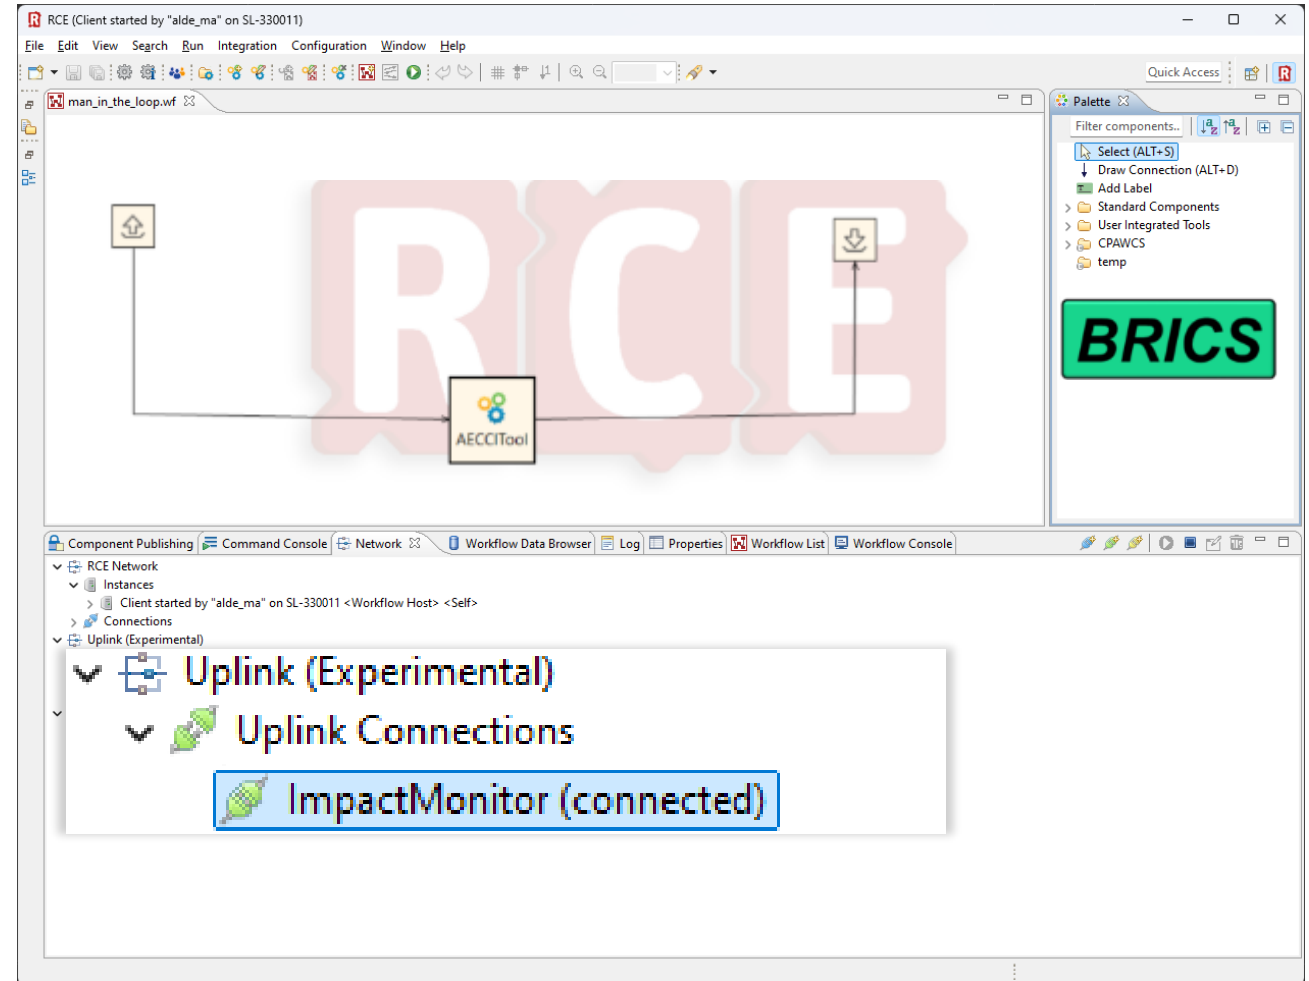 RCE (Client started by "alde_ma" on SL-330011)
File Edit View Search Run Integration Configuration Window Help
Quick Access
man_in_the_loop.wf
Palette
Filter components..
Select (ALT+S)
Draw Connection (ALT+D)
Add Label
Standard Components
User Integrated Tools
CPAWCS
temp
RCE
AECCITool
BRICS
Component Publishing Command Console Network Workflow Data Browser Log Properties Workflow List Workflow Console
RCE Network
Instances
Client started by "alde_ma" on SL-330011 <Workflow Host> <Self>
Connections
Uplink (Experimental)
Uplink (Experimental)
Uplink Connections
ImpactMonitor (connected)